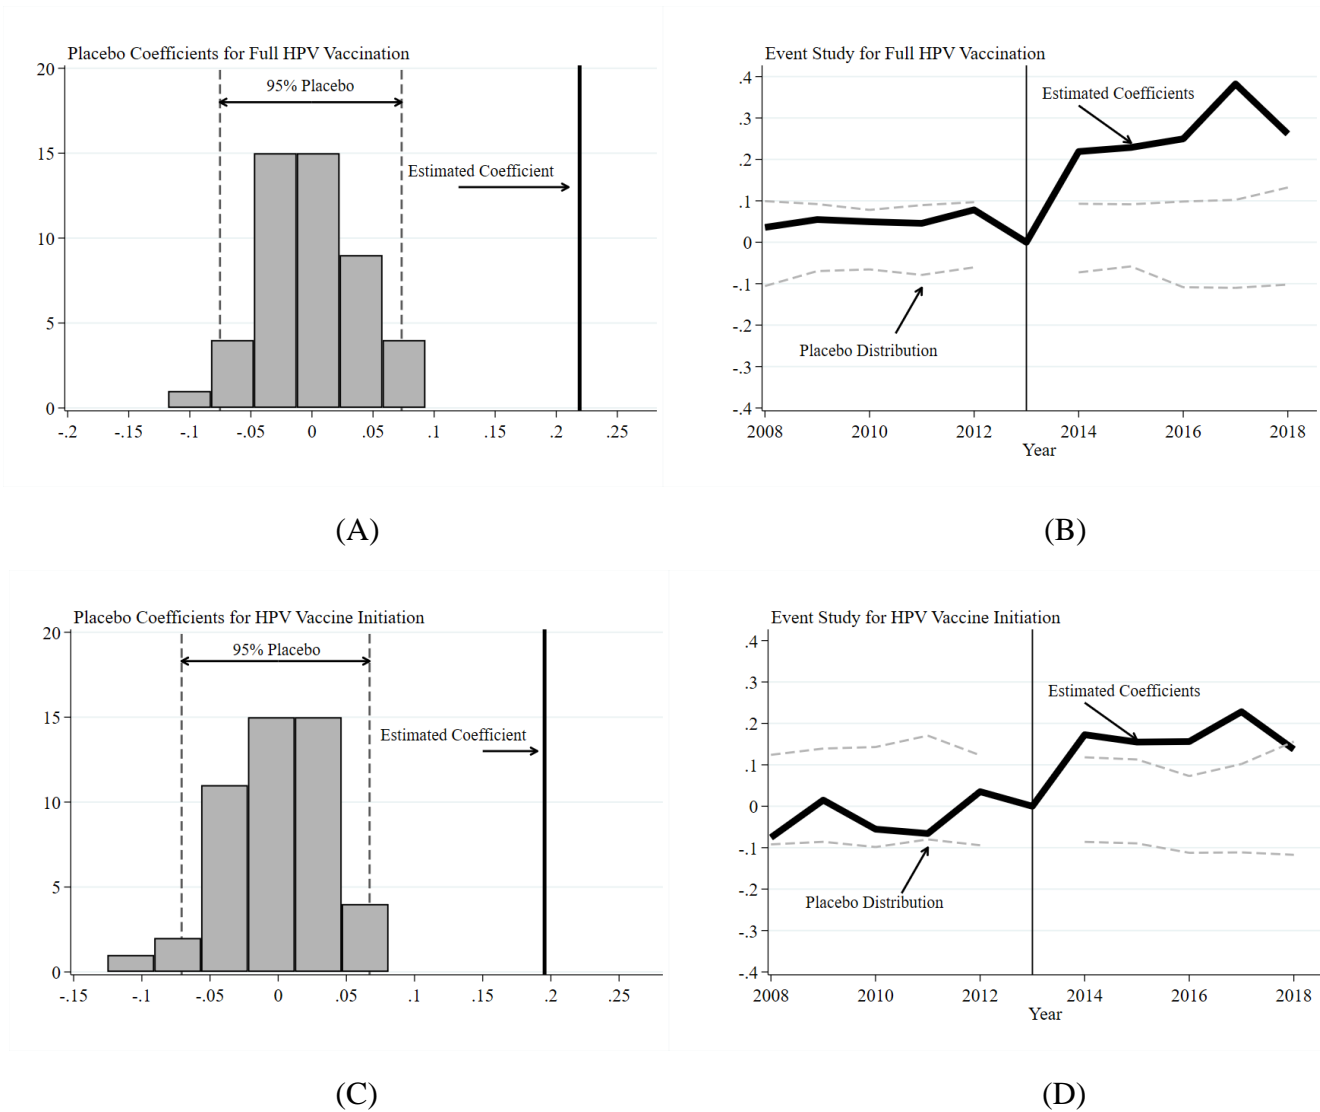 Placebo Coefficients for Full HPV Vaccination
20
15
10
5
0
95% Placebo
Estimated Coefficient
-.2 -.15 -.1 -.05 0 .05 .1 .15 .2 .25
(A)
Event Study for Full HPV Vaccination
.4
.3
.2
.1
0
-.1
-.2
-.3
-.4
Estimated Coefficients
Placebo Distribution
2008 2010 2012 2014 2016 2018
Year
(B)
Placebo Coefficients for HPV Vaccine Initiation
20
15
10
5
0
95% Placebo
Estimated Coefficient
-.15 -.1 -.05 0 .05 .1 .15 .2 .25
(C)
Event Study for HPV Vaccine Initiation
.4
.3
.2
.1
0
-.1
-.2
-.3
-.4
Estimated Coefficients
Placebo Distribution
2008 2010 2012 2014 2016 2018
Year
(D)